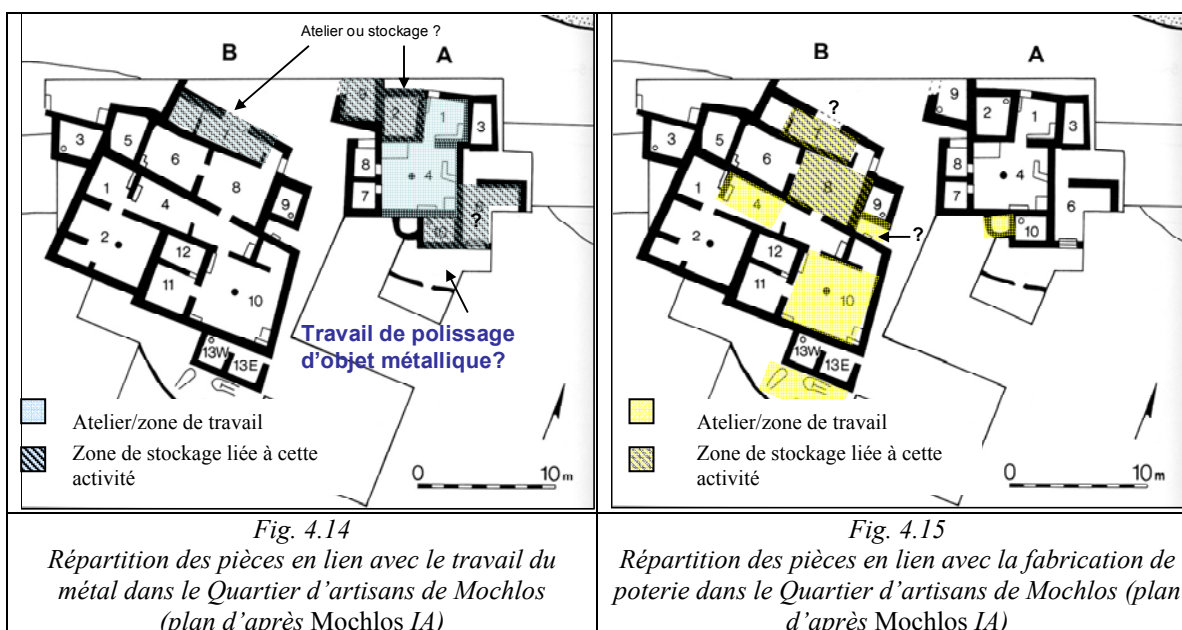 Atelier ou stockage ?
B
A
9
2
1
3
3
5
7
6
8
4
8
7
1
4
9
?
10
2
12
11
10
Travail de polissage
d'objet métallique?
13W
13E
Atelier/zone de travail
Zone de stockage liée à cette
activité
0
10 m
Fig. 4.14
Répartition des pièces en lien avec le travail du
métal dans le Quartier d'artisans de Mochlos
(plan d'après Mochlos IA)
B
A
?
9
2
1
3
3
5
7
6
8
4
8
7
6
1
4
9
10
?
2
12
11
10
13W
13E
Atelier/zone de travail
Zone de stockage liée à cette
activité
0
10 m
Fig. 4.15
Répartition des pièces en lien avec la fabrication de
poterie dans le Quartier d'artisans de Mochlos (plan
d'après Mochlos IA)